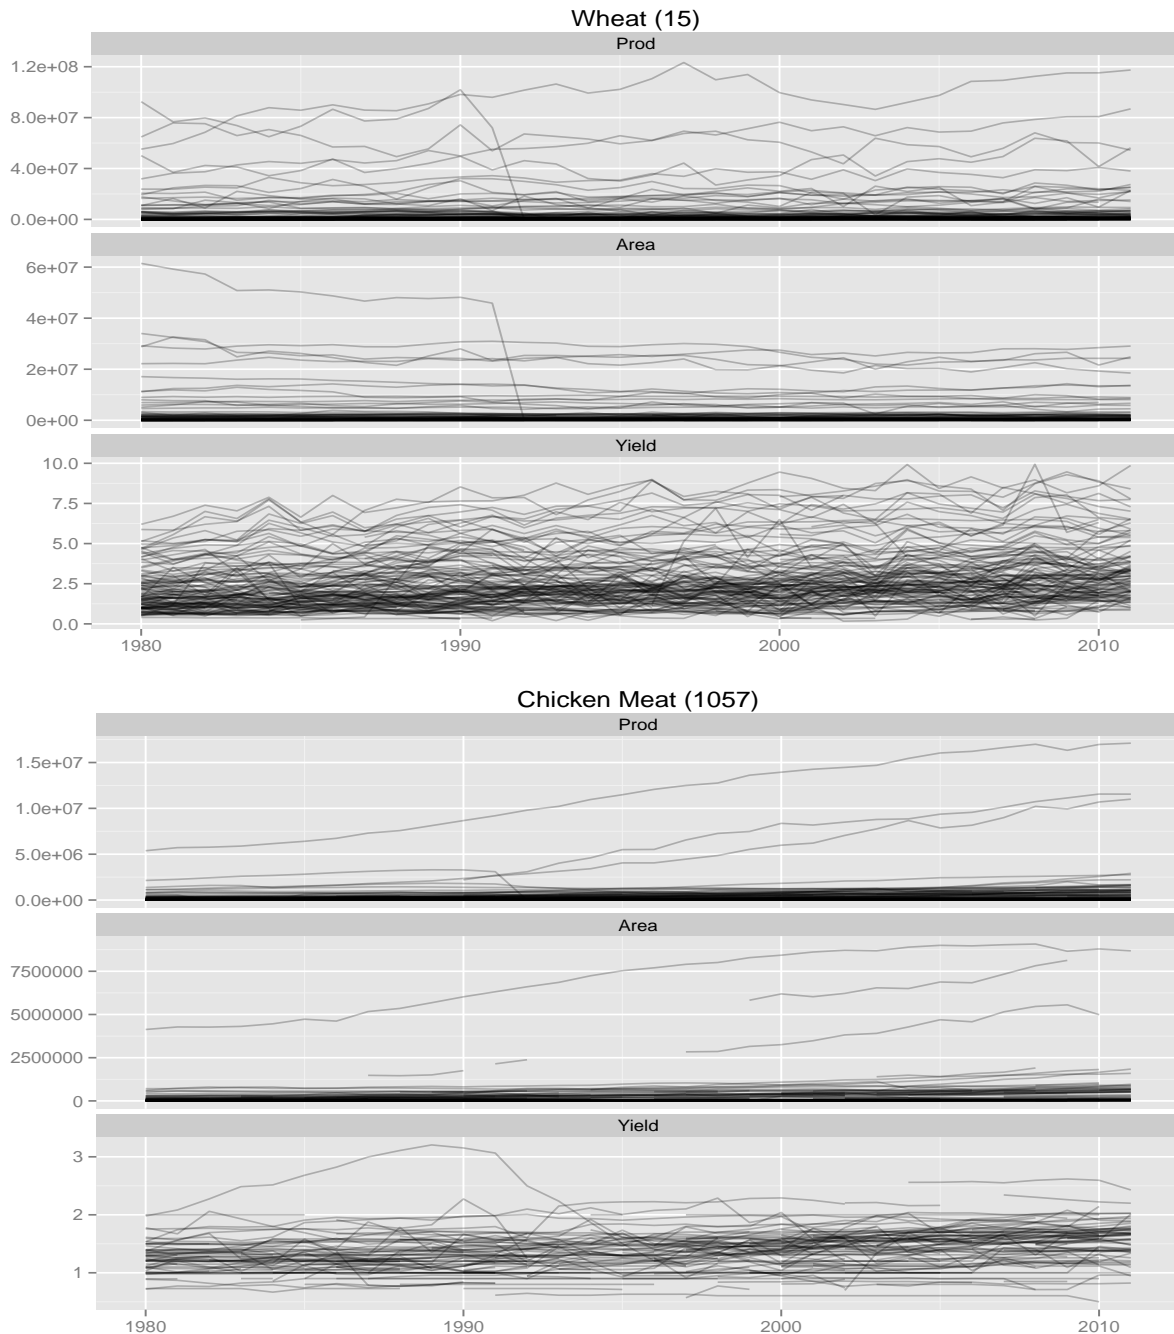 Wheat (15)
Prod
1.2e+08
8.0e+07
4.0e+07
0.0e+00
Area
6e+07
4e+07
2e+07
0e+00
Yield
10.0
7.5
5.0
2.5
0.0
1980 1990 2000 2010
Chicken Meat (1057)
Prod
1.5e+07
1.0e+07
5.0e+06
0.0e+00
Area
7500000
5000000
2500000
0
Yield
3
2
1
1980 1990 2000 2010